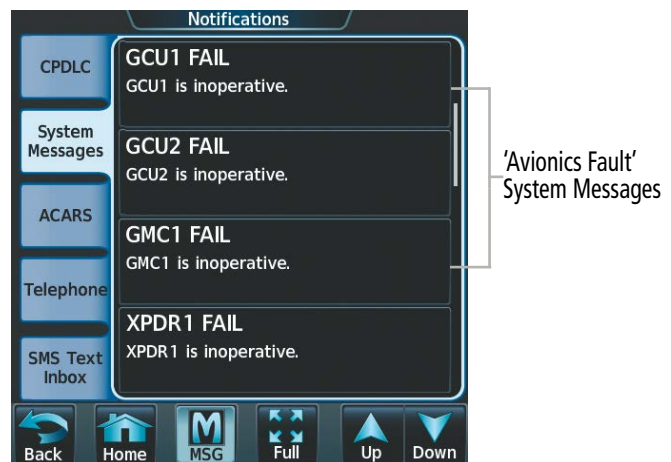 Notifications
CPDLC
System
Messages
ACARS
Telephone
SMS Text
Inbox
GCU1 FAIL
GCU1 is inoperative.
GCU2 FAIL
GCU2 is inoperative.
GMC1 FAIL
GMC1 is inoperative.
XPDR1 FAIL
XPDR1 is inoperative.
'Avionics Fault'
System Messages
Back
Home
MSG
Full
Up
Down